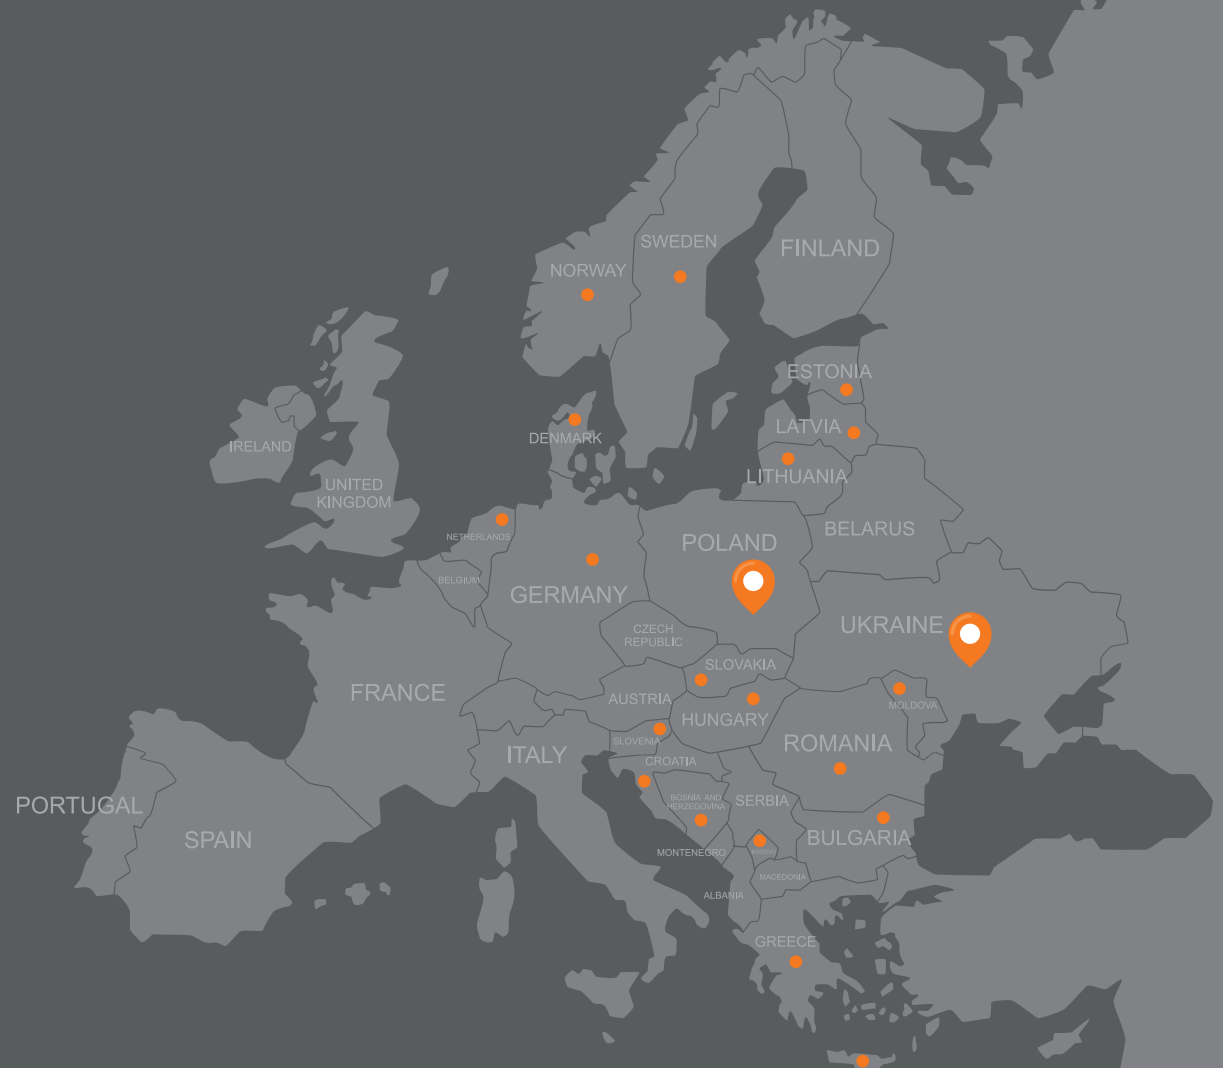 SWEDEN
FINLAND
NORWAY
ESTONIA
LATVIA
DENMARK
IRELAND
LITHUANIA
UNITED
KINGDOM
BELARUS
NETHERLANDS
POLAND
BELGIUM
GERMANY
UKRAINE
CZECH
REPUBLIC
SLOVAKIA
FRANCE
AUSTRIA
MOLDOVA
HUNGARY
SLOVENIA
ROMANIA
ITALY
CROATIA
BOSNIA AND
HERZEGOVINA
SERBIA
PORTUGAL
SPAIN
BULGARIA
MONTENEGRO
KOSOVO
MACEDONIA
ALBANIA
GREECE